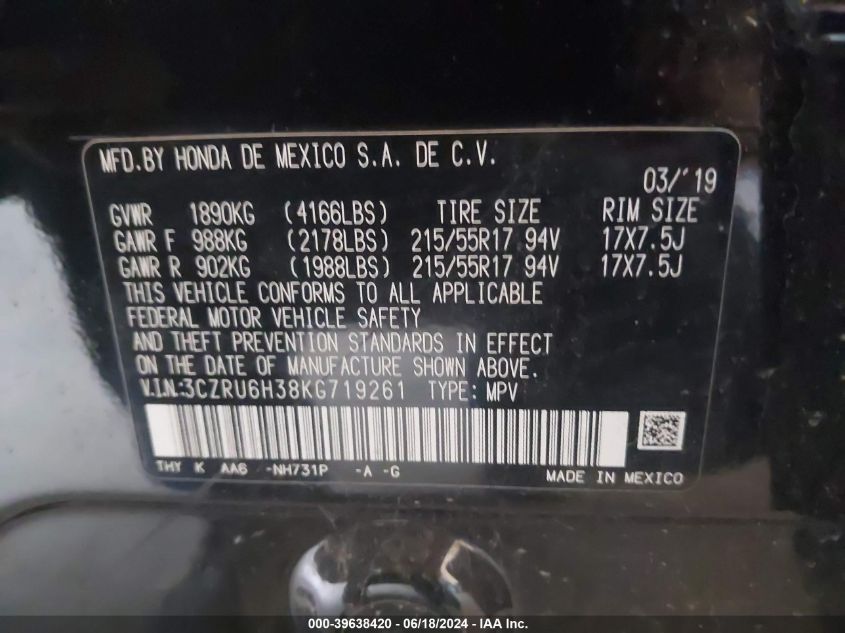 MFD.BY HONDA DE MEXICO S.A. DE C.V.
03/'19
GVWR 1890KG (4166LBS) TIRE SIZE RIM SIZE
GAWR F 988KG (2178LBS) 215/55R17 94V 17X7.5J
GAWR R 902KG (1988LBS) 215/55R17 94V 17X7.5J
THIS VEHICLE CONFORMS TO ALL APPLICABLE
FEDERAL MOTOR VEHICLE SAFETY
AND THEFT PREVENTION STANDARDS IN EFFECT
ON THE DATE OF MANUFACTURE SHOWN ABOVE.
V.I.N:3CZRU6H38KG719261 TYPE: MPV
THY K AA6 -NH731P -A -G
MADE IN MEXICO
000-39638420 - 06/18/2024 - IAA Inc.